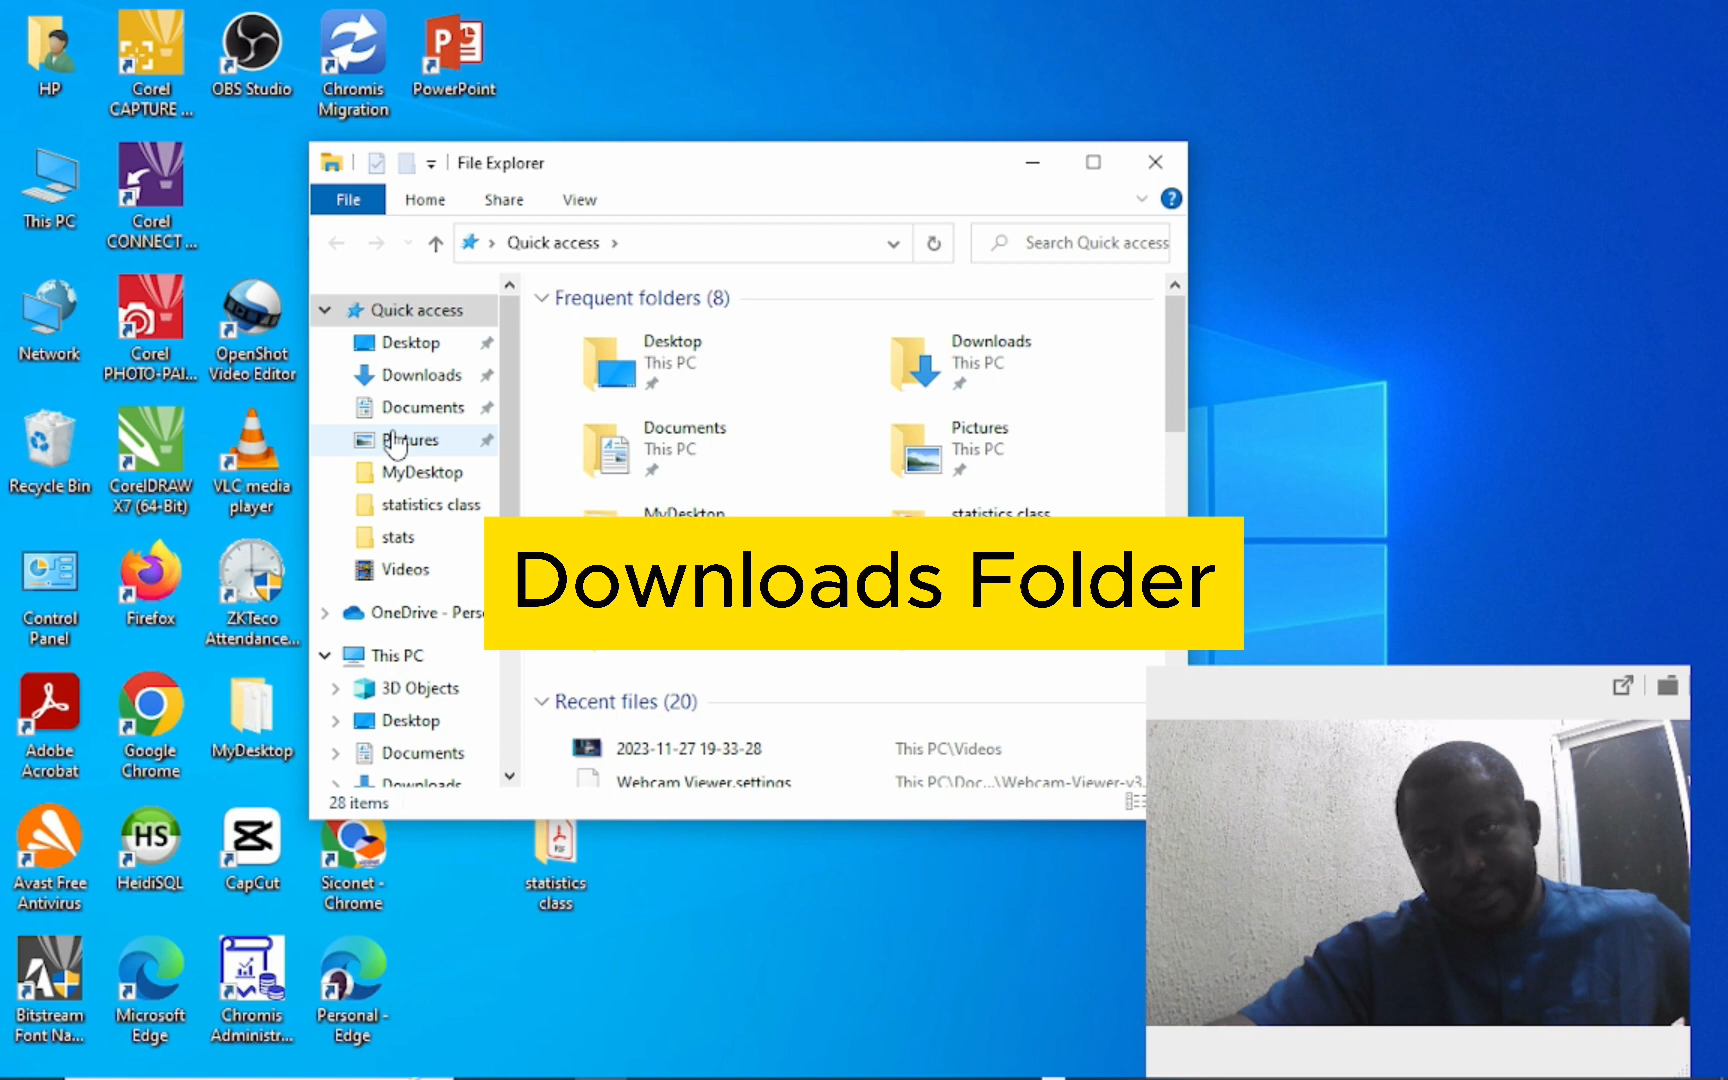 HP
Corel
CAPTURE ...
OBS Studio
Chromis
Migration
PowerPoint
This PC
Corel
CONNECT ...
Network
Corel
PHOTO-PAI...
OpenShot
Video Editor
Recycle Bin
CorelDRAW
X7 (64-Bit)
VLC media
player
Control
Panel
Firefox
ZKTeco
Attendance...
Adobe
Acrobat
Google
Chrome
MyDesktop
Avast Free
Antivirus
HeidiSQL
CapCut
Siconet -
Chrome
statistics
class
Bitstream
Font Na...
Microsoft
Edge
Chromis
Administr...
Personal -
Edge
File Explorer
File
Home
Share
View
Quick access
Search Quick access
Quick access
Desktop
Downloads
Documents
Pictures
MyDesktop
statistics class
stats
Videos
OneDrive - Pers
This PC
3D Objects
Desktop
Documents
Downloads
Frequent folders (8)
Desktop
This PC
Downloads
This PC
Documents
This PC
Pictures
This PC
MyDesktop
statistics class
Downloads Folder
Recent files (20)
2023-11-27 19-33-28
This PC\Videos
Webcam Viewer.settings
This PC\Doc...\Webcam-Viewer-v3.
28 items
HS
PDF